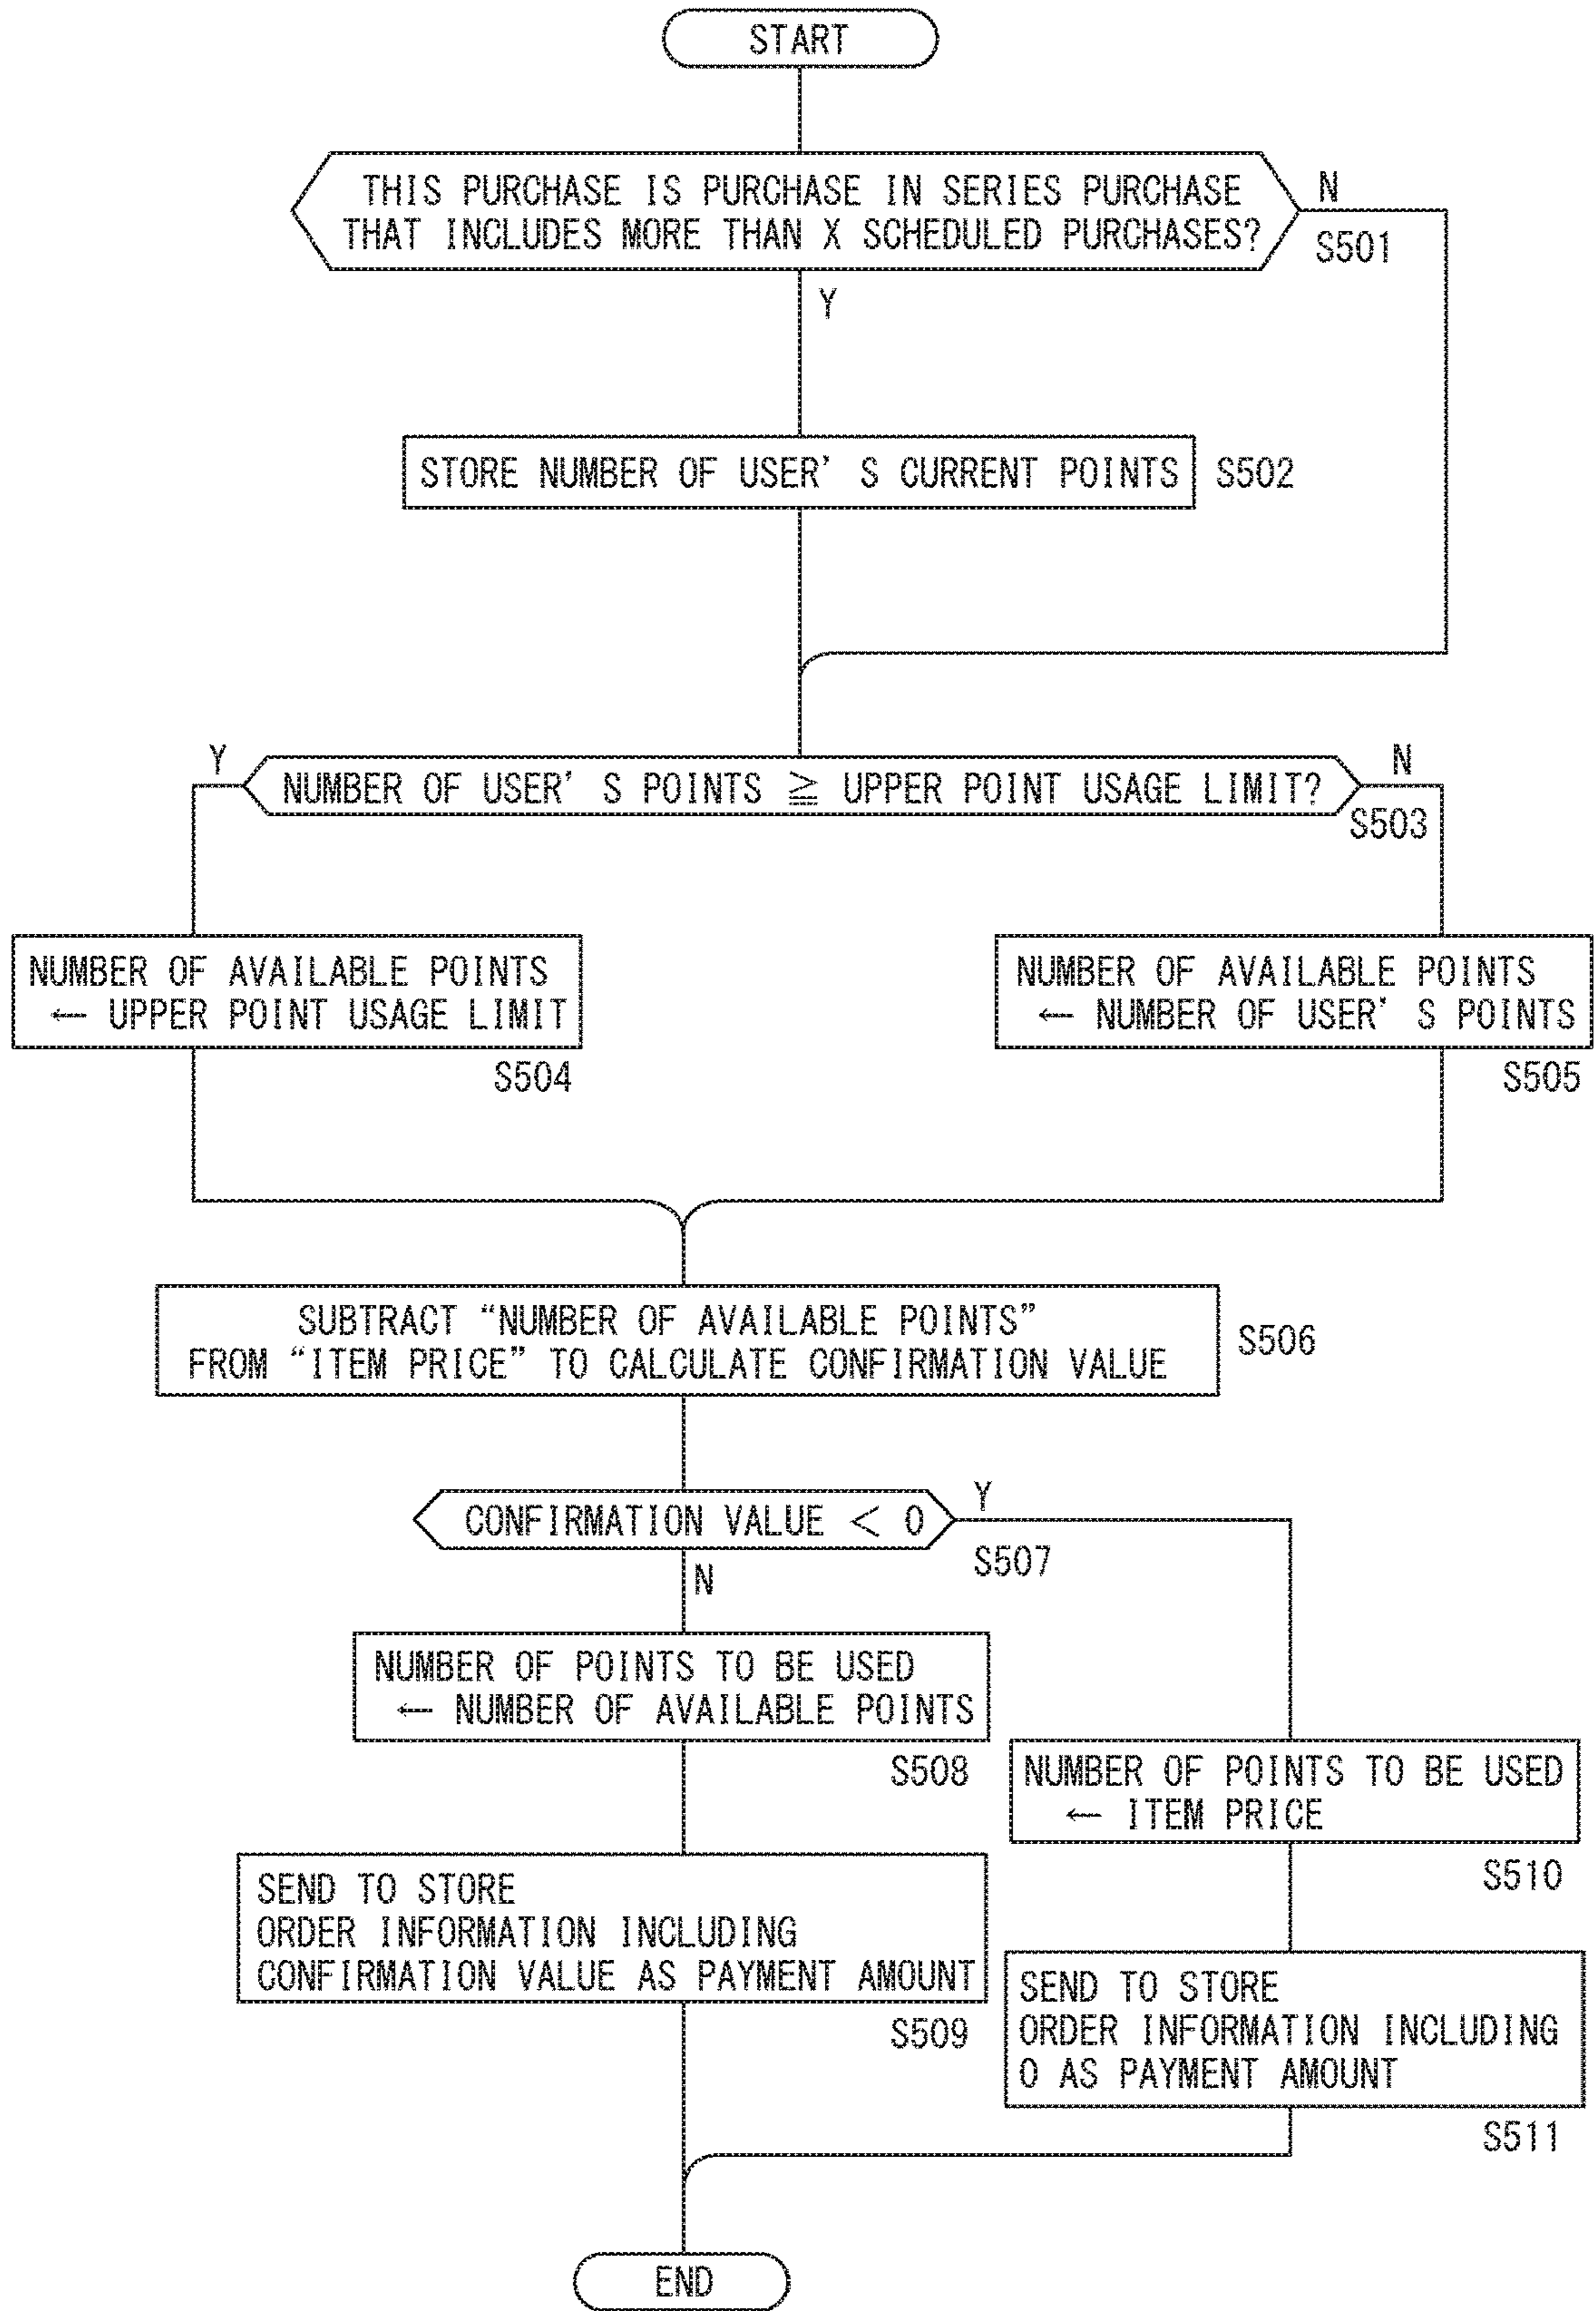 START
THIS PURCHASE IS PURCHASE IN SERIES PURCHASE
THAT INCLUDES MORE THAN X SCHEDULED PURCHASES?
N
S501
Y
STORE NUMBER OF USER' S CURRENT POINTS
S502
Y
NUMBER OF USER' S POINTS ≧ UPPER POINT USAGE LIMIT?
N
S503
NUMBER OF AVAILABLE POINTS
← UPPER POINT USAGE LIMIT
S504
NUMBER OF AVAILABLE POINTS
← NUMBER OF USER' S POINTS
S505
SUBTRACT “NUMBER OF AVAILABLE POINTS”
FROM “ITEM PRICE” TO CALCULATE CONFIRMATION VALUE
S506
CONFIRMATION VALUE < 0
Y
S507
N
NUMBER OF POINTS TO BE USED
← NUMBER OF AVAILABLE POINTS
S508
NUMBER OF POINTS TO BE USED
← ITEM PRICE
S510
SEND TO STORE
ORDER INFORMATION INCLUDING
CONFIRMATION VALUE AS PAYMENT AMOUNT
S509
SEND TO STORE
ORDER INFORMATION INCLUDING
0 AS PAYMENT AMOUNT
S511
END